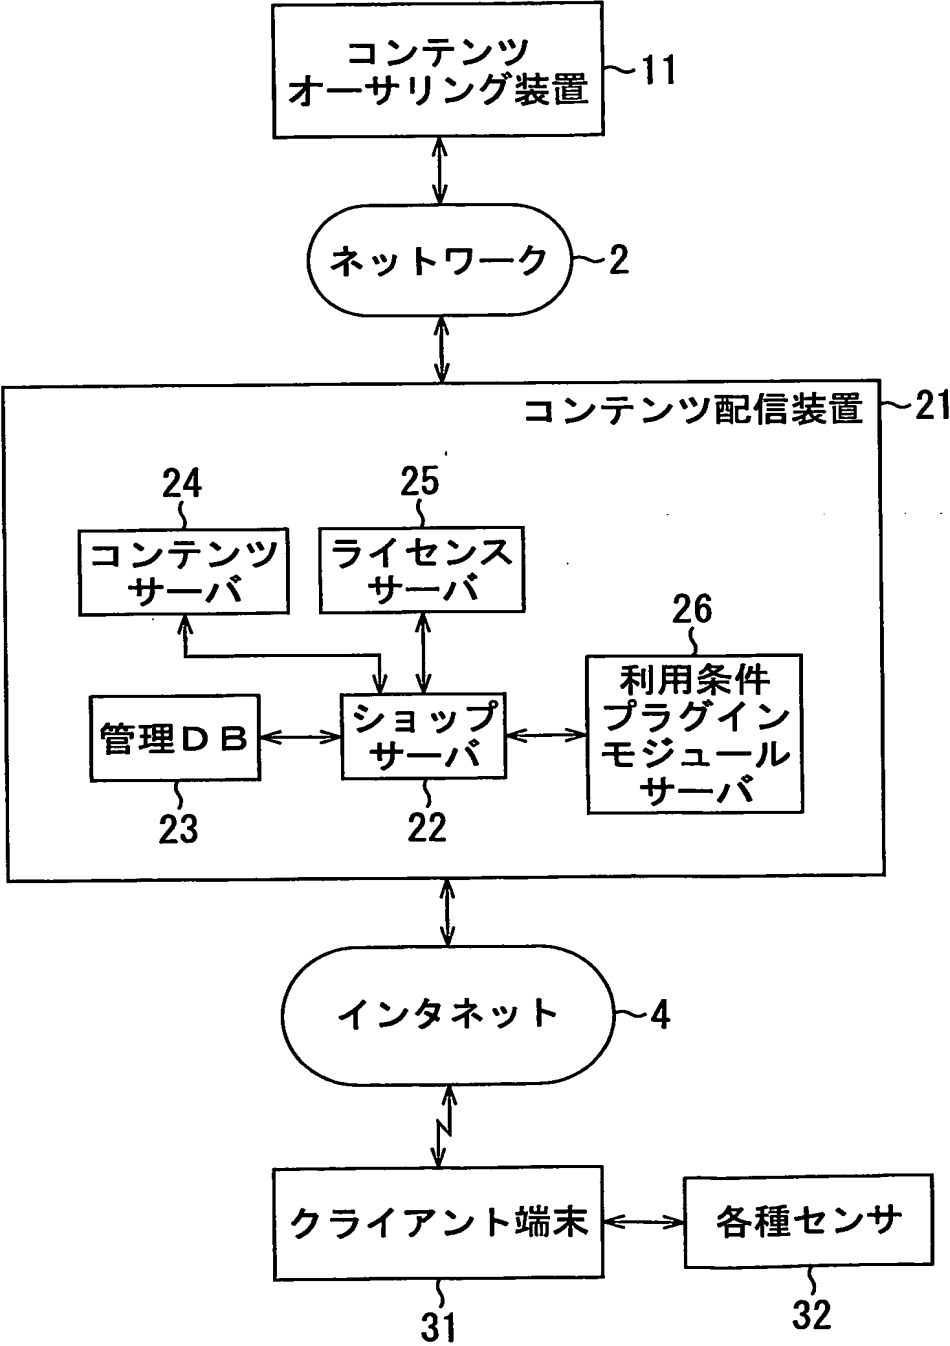 コンテンツ
オーサリング装置
11
ネットワーク
2
コンテンツ配信装置
21
24
コンテンツ
サーバ
25
ライセンス
サーバ
26
利用条件
プラグイン
モジュール
サーバ
管理DB
23
ショップ
サーバ
22
インタネット
4
クライアント端末
31
各種センサ
32